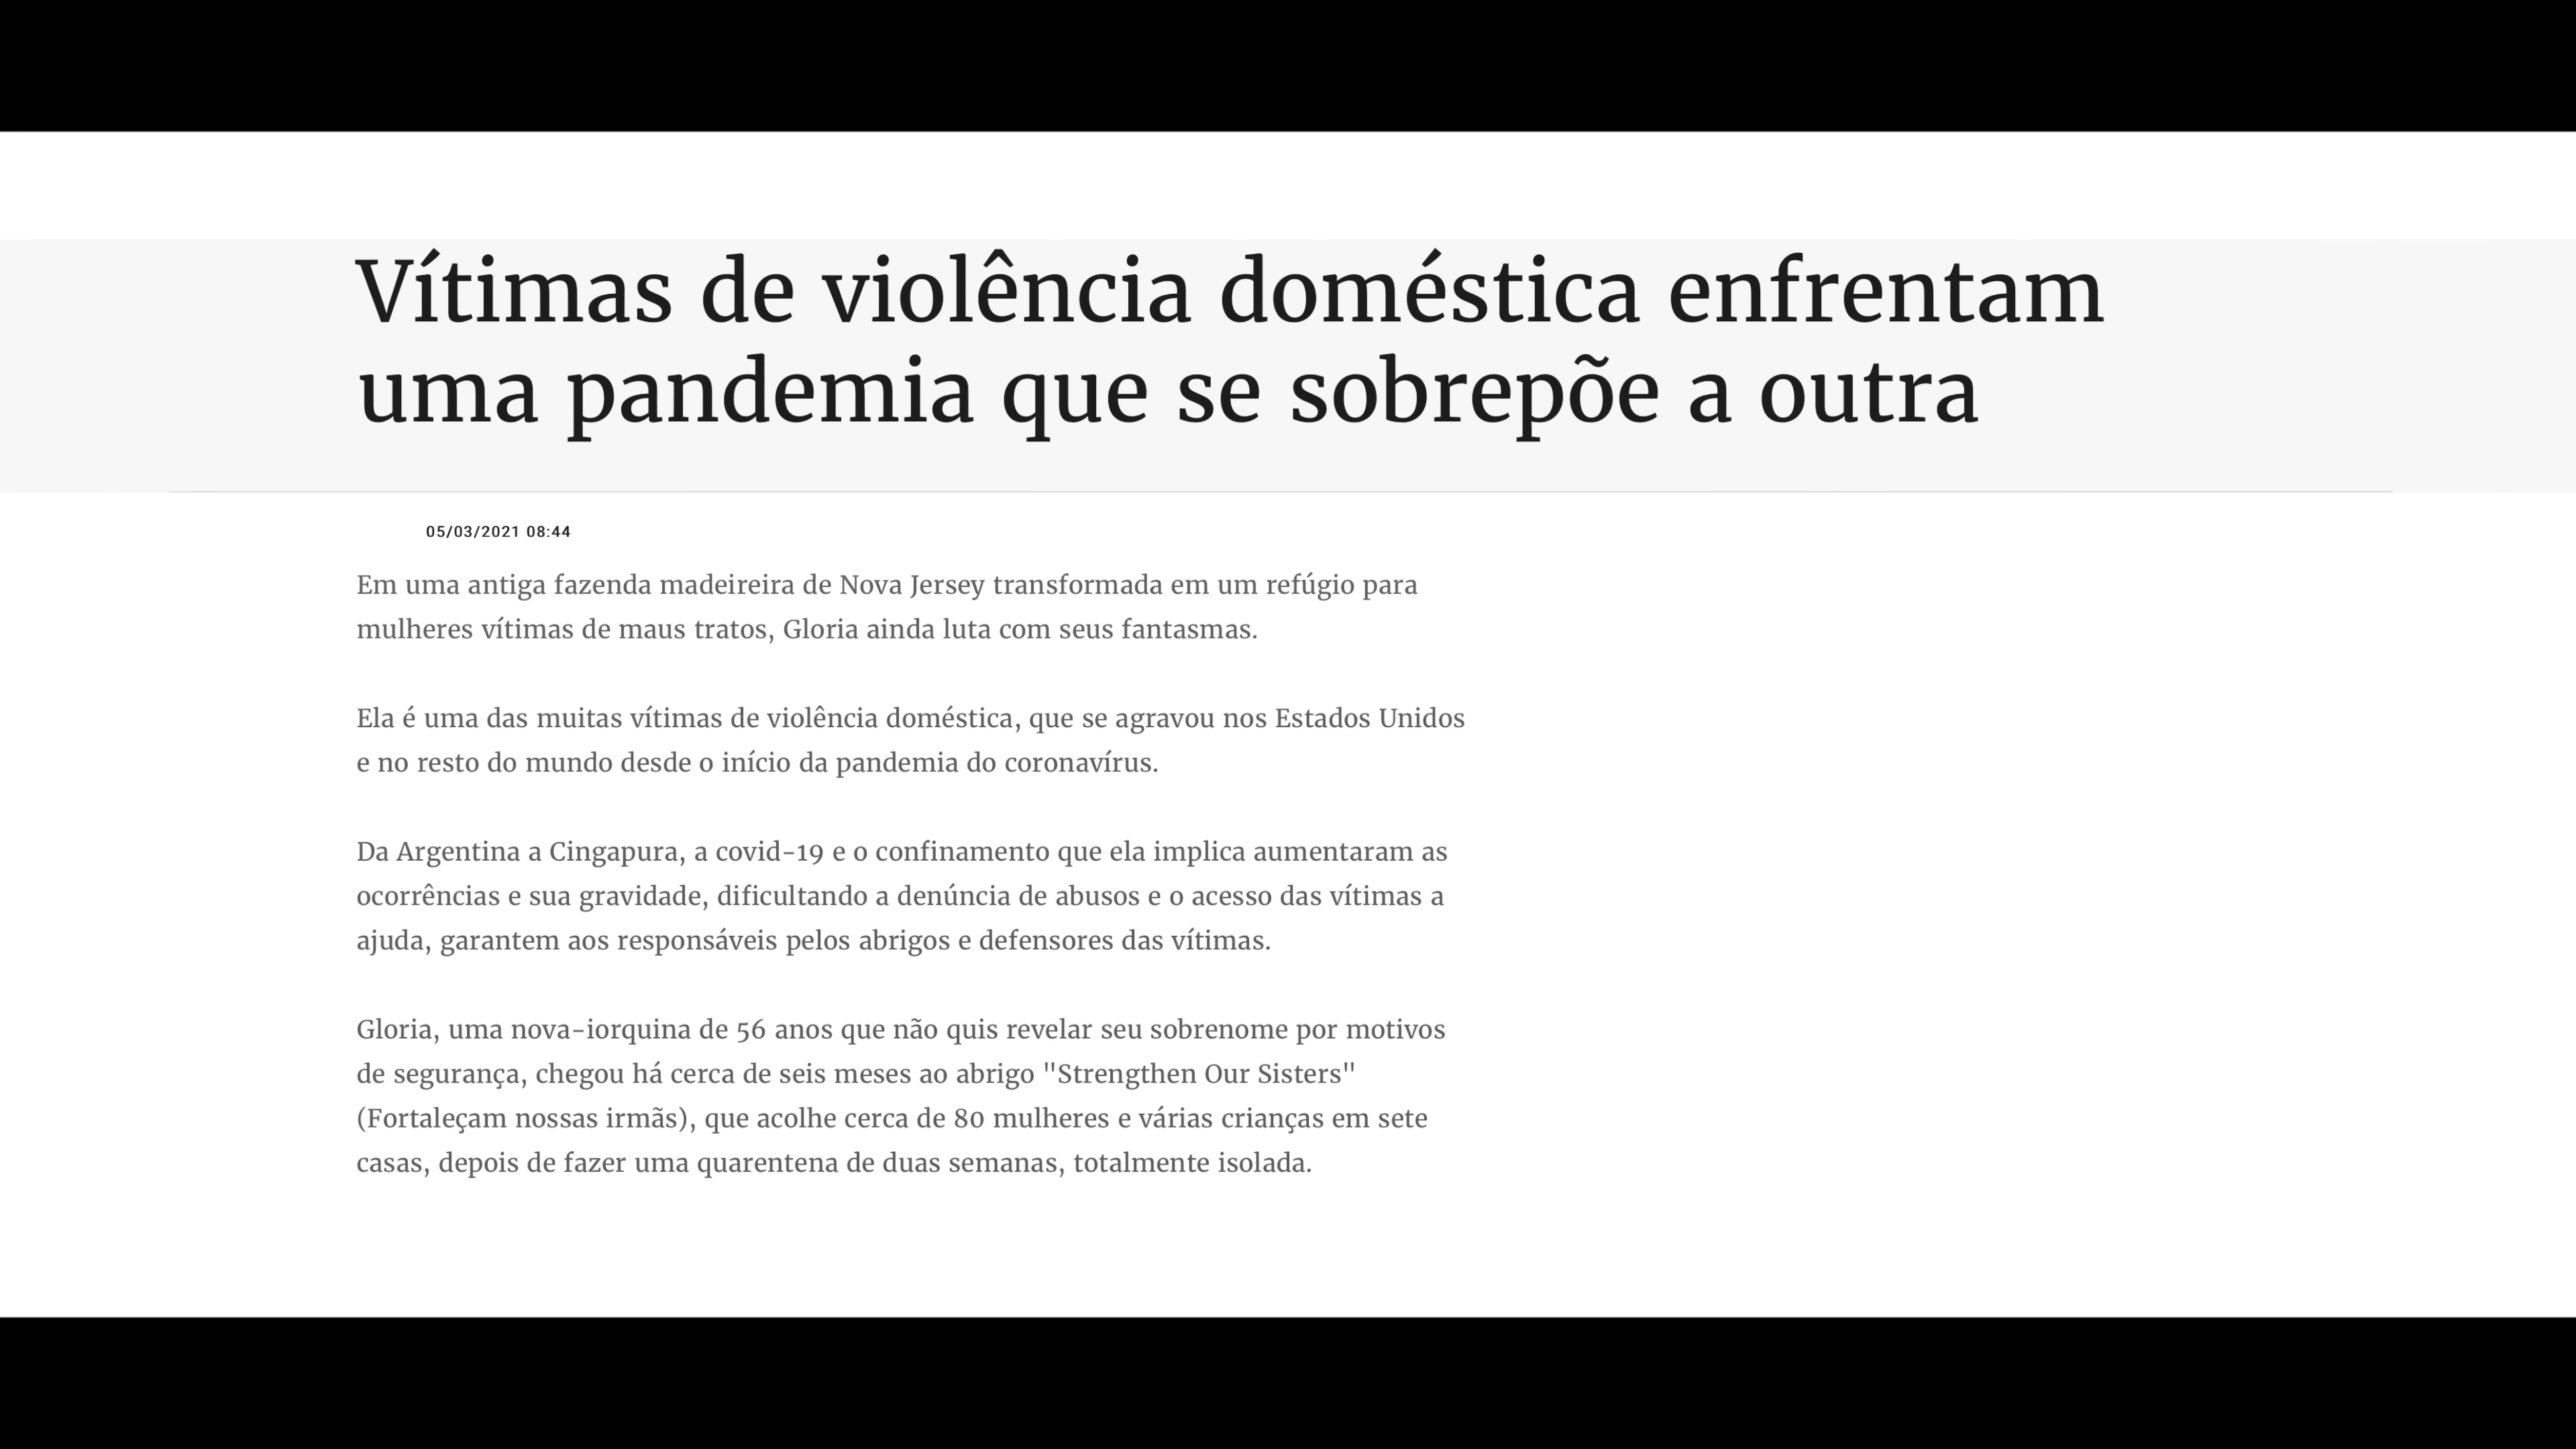 Vítimas de violência doméstica enfrentam
uma pandemia que se sobrepõe a outra
05/03/2021 08:44
Em uma antiga fazenda madeireira de Nova Jersey transformada em um refúgio para
mulheres vítimas de maus tratos, Gloria ainda luta com seus fantasmas.
Ela é uma das muitas vítimas de violência doméstica, que se agravou nos Estados Unidos
e no resto do mundo desde o início da pandemia do coronavírus.
Da Argentina a Cingapura, a covid-19 e o confinamento que ela implica aumentaram as
ocorrências e sua gravidade, dificultando a denúncia de abusos e o acesso das vítimas a
ajuda, garantem aos responsáveis pelos abrigos e defensores das vítimas.
Gloria, uma nova-iorquina de 56 anos que não quis revelar seu sobrenome por motivos
de segurança, chegou há cerca de seis meses ao abrigo "Strengthen Our Sisters"
(Fortaleçam nossas irmãs), que acolhe cerca de 80 mulheres e várias crianças em sete
casas, depois de fazer uma quarentena de duas semanas, totalmente isolada.